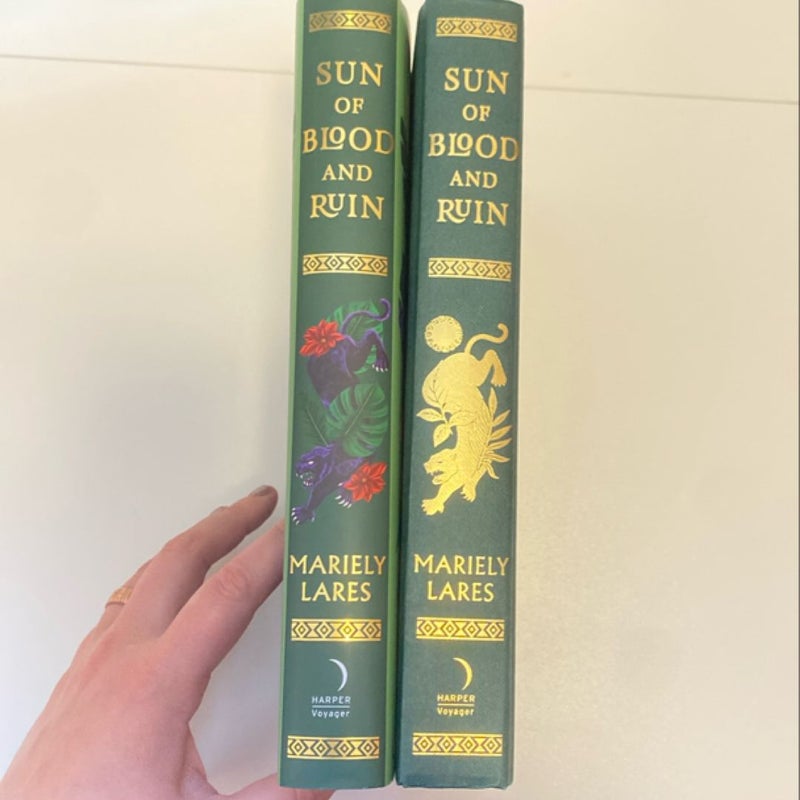 SUN
OF
BLOOD
AND
RUIN
MARIELY
LARES
HARPER
Voyager
SUN
OF
BLOOD
AND
RUIN
MARIELY
LARES
HARPER
Voyager